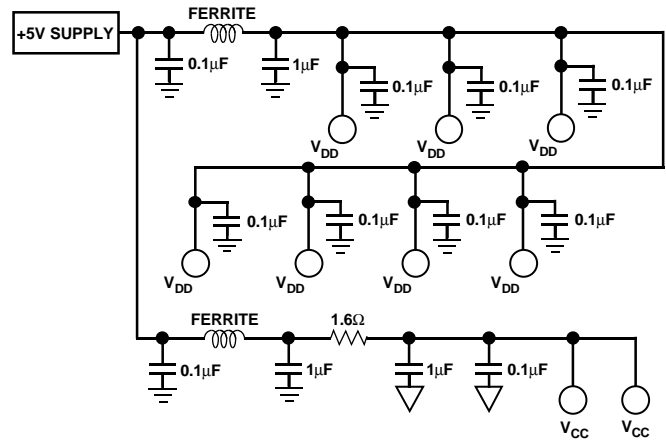 FERRITE
+5V SUPPLY
0.1μF
1μF
0.1μF
0.1μF
0.1μF
VDD
VDD
VDD
0.1μF
0.1μF
0.1μF
0.1μF
VDD
VDD
VDD
VDD
FERRITE
1.6Ω
0.1μF
1μF
1μF
0.1μF
VCC
VCC